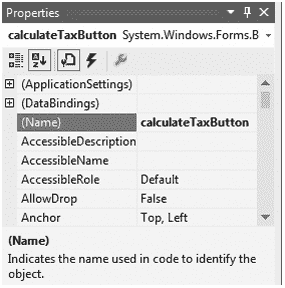 Properties
calculateTaxButton System.Windows.Forms.B
(ApplicationSettings)
(DataBindings)
(Name) calculateTaxButton
AccessibleDescription
AccessibleName
AccessibleRole Default
AllowDrop False
Anchor Top, Left
(Name)
Indicates the name used in code to identify the
object.